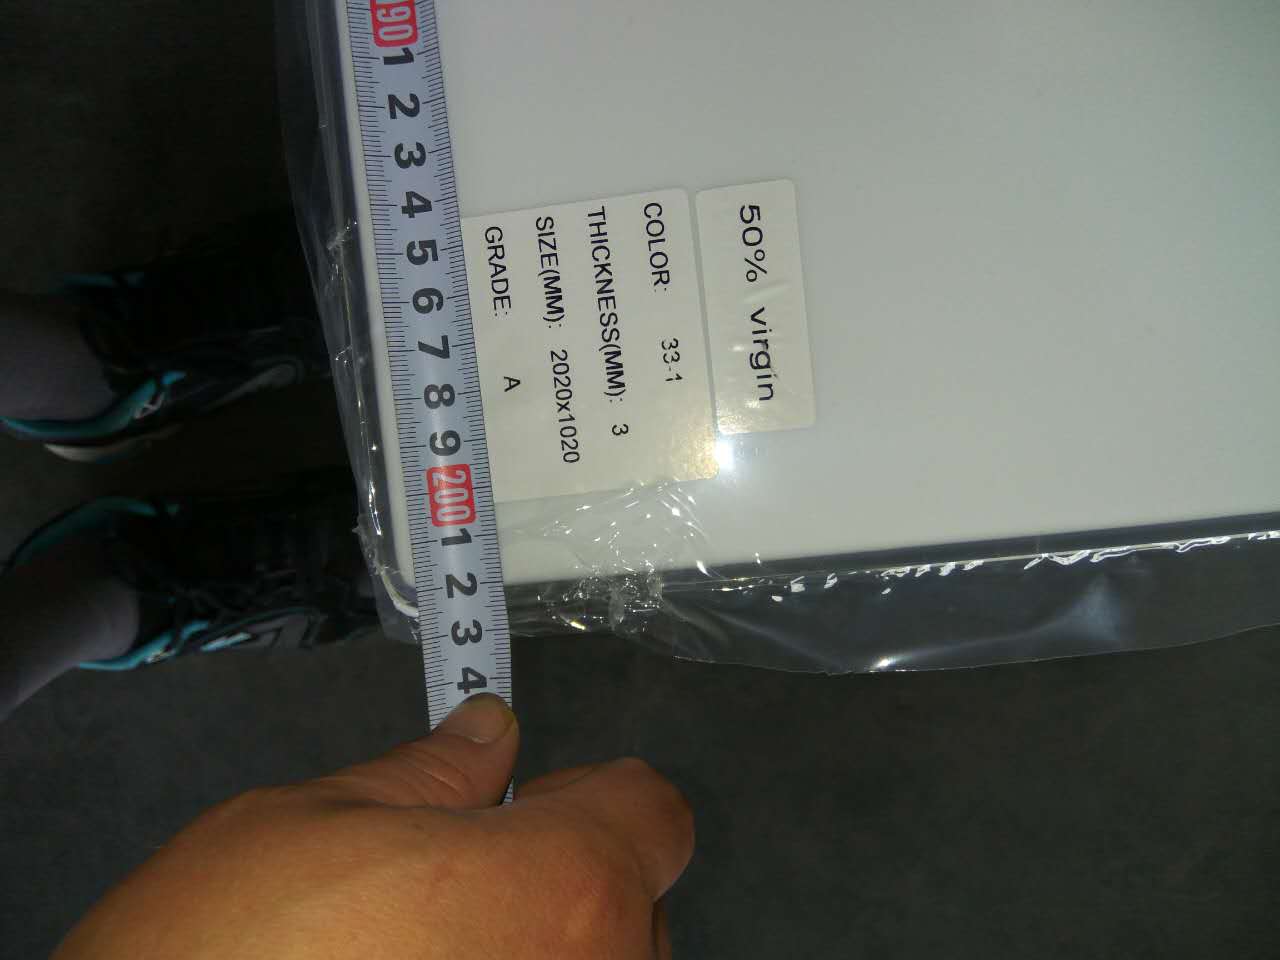 50% virgin
COLOR: 33-1
THICKNESS(MM): 3
SIZE(MM): 2020x1020
GRADE: A
90 1 2 3 4 5 6 7 8 9 200 1 2 3 4